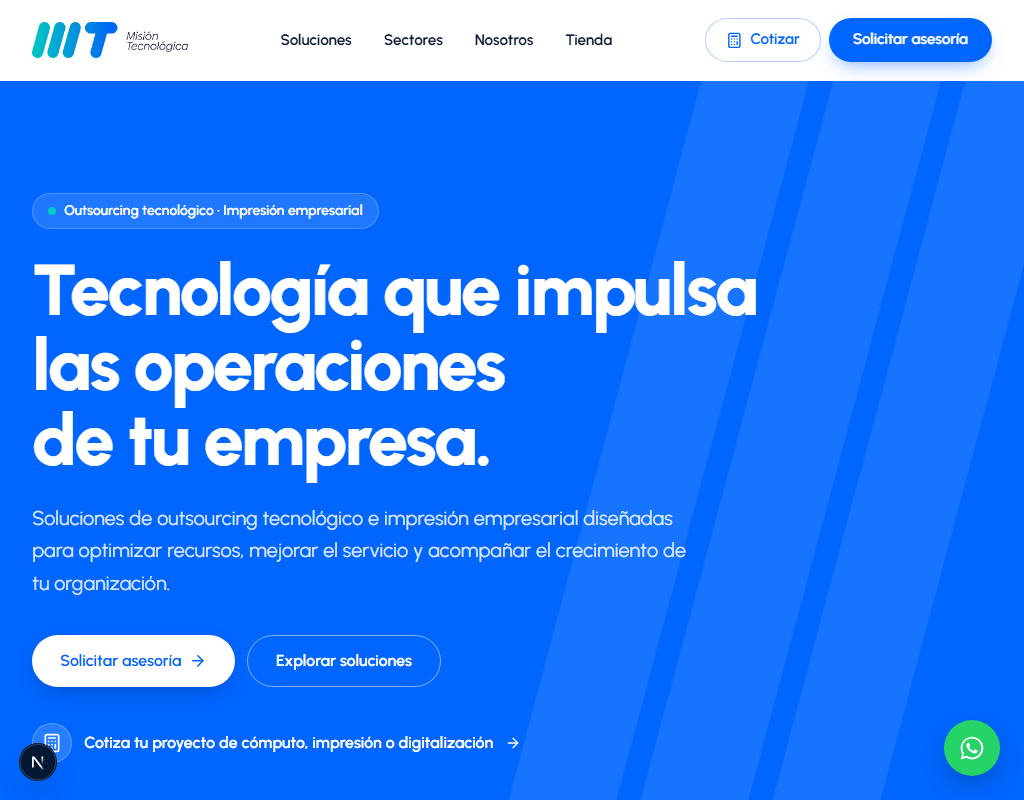 MT Misión
Tecnológica
Soluciones
Sectores
Nosotros
Tienda
Cotizar
Solicitar asesoría
Outsourcing tecnológico · Impresión empresarial
Tecnología que impulsa
las operaciones
de tu empresa.
Soluciones de outsourcing tecnológico e impresión empresarial diseñadas
para optimizar recursos, mejorar el servicio y acompañar el crecimiento de
tu organización.
Solicitar asesoría →
Explorar soluciones
Cotiza tu proyecto de cómputo, impresión o digitalización →
N